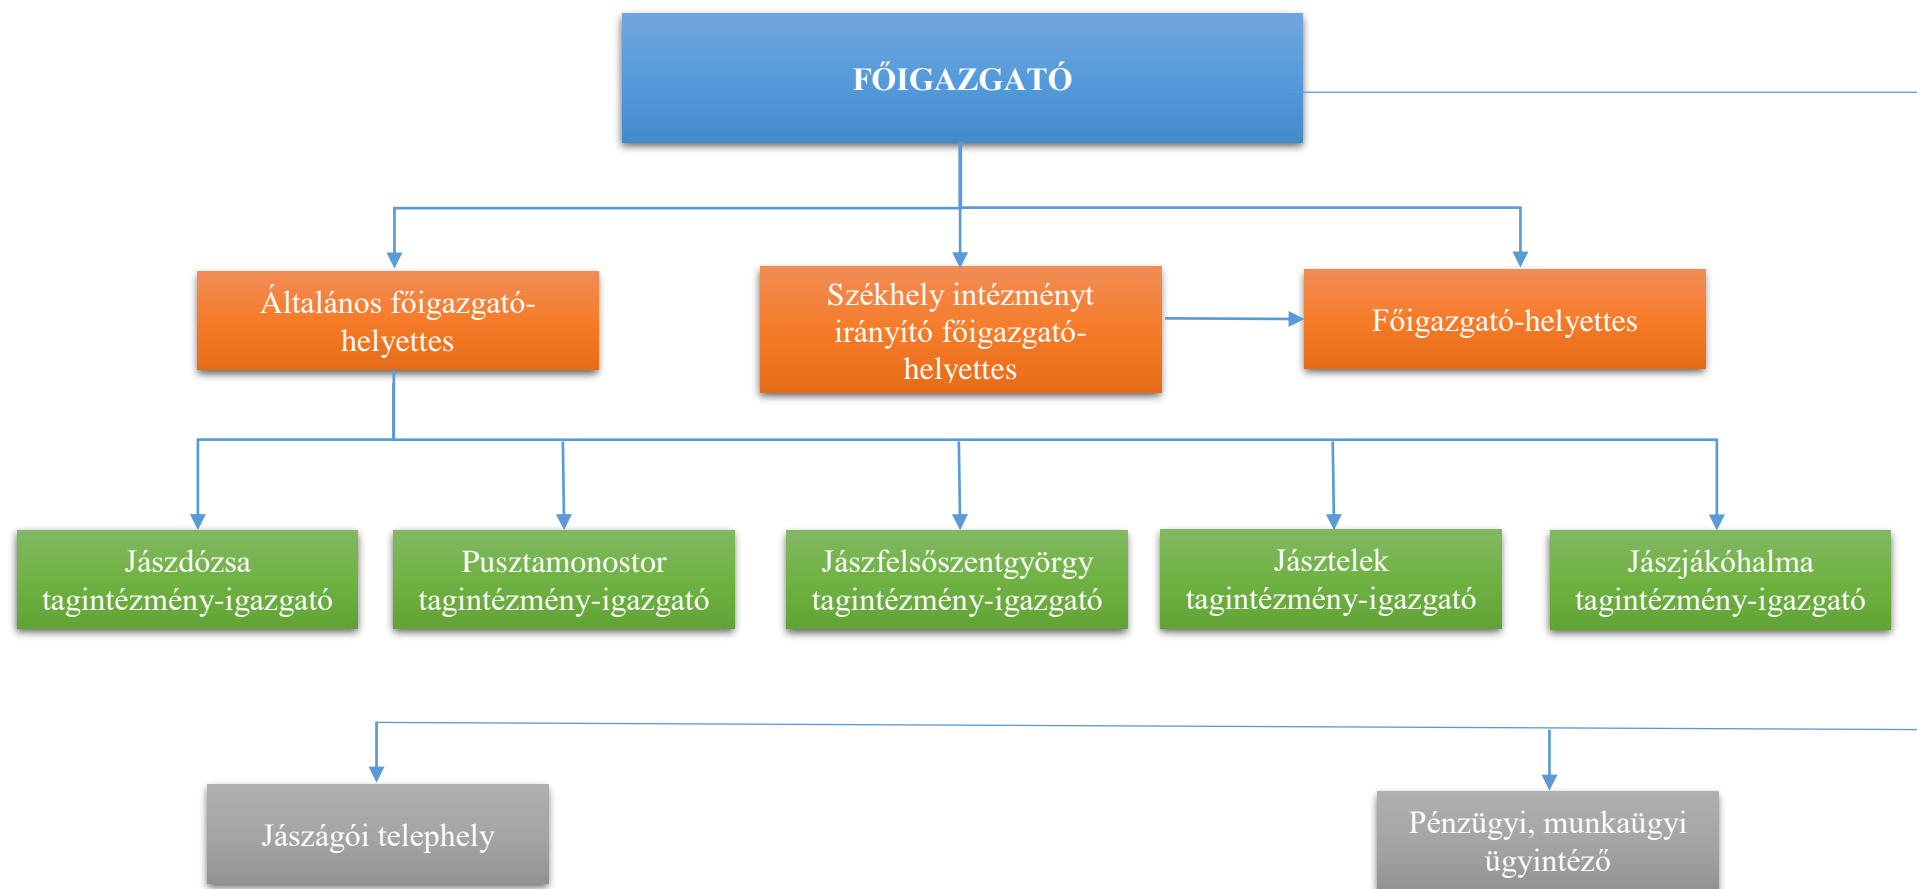 FŐIGAZGATÓ
Általános főigazgató-
helyettes
Székhely intézményt
irányító főigazgató-
helyettes
Főigazgató-helyettes
Jászdózsa
tagintézmény-igazgató
Pusztamonostor
tagintézmény-igazgató
Jászfelsőszentgyörgy
tagintézmény-igazgató
Jásztelek
tagintézmény-igazgató
Jászjákóhalma
tagintézmény-igazgató
Jászágói telephely
Pénzügyi, munkaügyi
ügyintéző